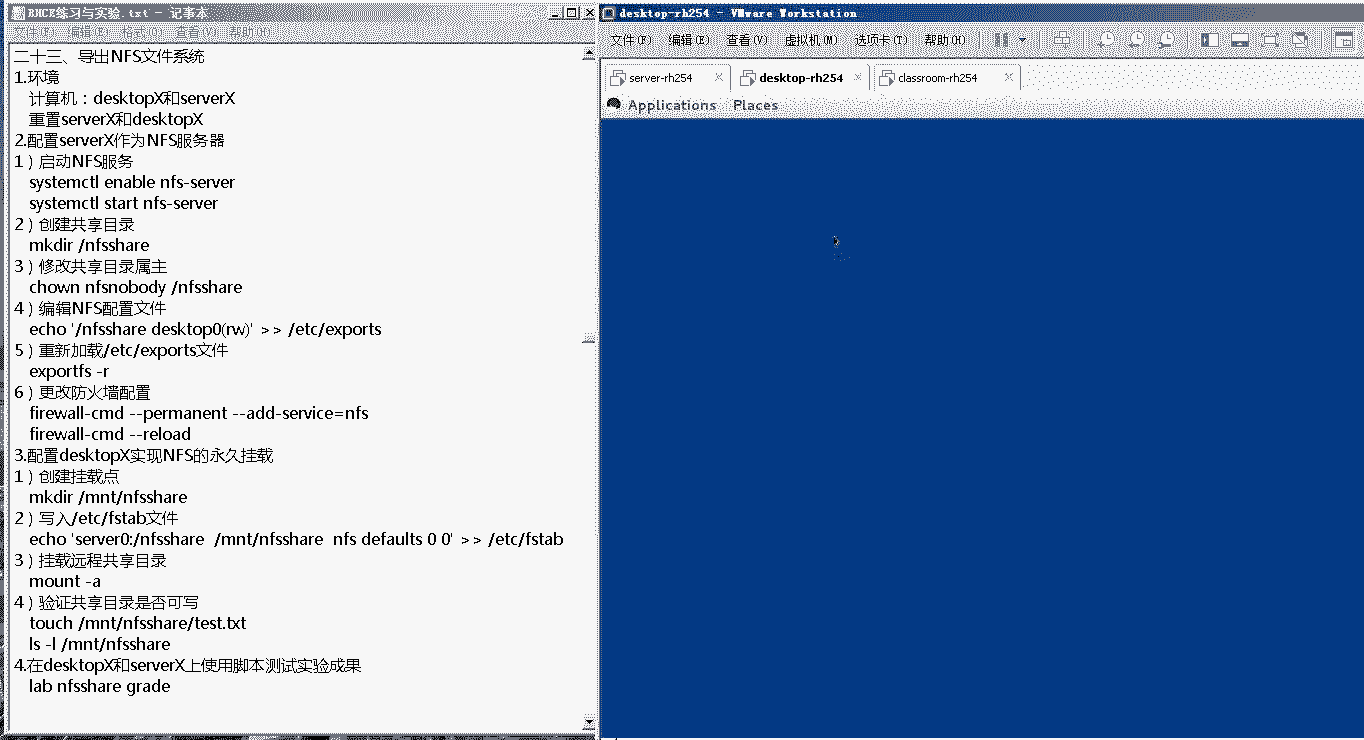 RHCE练习与实验.txt - 记事本
文件(F) 编辑(E) 格式(O) 查看(V) 帮助(H)
二十三、导出NFS文件系统
1.环境
计算机：desktopX和serverX
重置serverX和desktopX
2.配置serverX作为NFS服务器
1）启动NFS服务
systemctl enable nfs-server
systemctl start nfs-server
2）创建共享目录
mkdir /nfsshare
3）修改共享目录属主
chown nfsnobody /nfsshare
4）编辑NFS配置文件
echo '/nfsshare desktop0(rw)' >> /etc/exports
5）重新加载/etc/exports文件
exportfs -r
6）更改防火墙配置
firewall-cmd --permanent --add-service=nfs
firewall-cmd --reload
3.配置desktopX实现NFS的永久挂载
1）创建挂载点
mkdir /mnt/nfsshare
2）写入/etc/fstab文件
echo 'server0:/nfsshare  /mnt/nfsshare  nfs defaults 0 0' >> /etc/fstab
3）挂载远程共享目录
mount -a
4）验证共享目录是否可写
touch /mnt/nfsshare/test.txt
ls -l /mnt/nfsshare
4.在desktopX和serverX上使用脚本测试实验成果
lab nfsshare grade
desktop-rh254 - VMware Workstation
文件(F) 编辑(E) 查看(V) 虚拟机(M) 选项卡(T) 帮助(H)
server-rh254 desktop-rh254 classroom-rh254
Applications Places